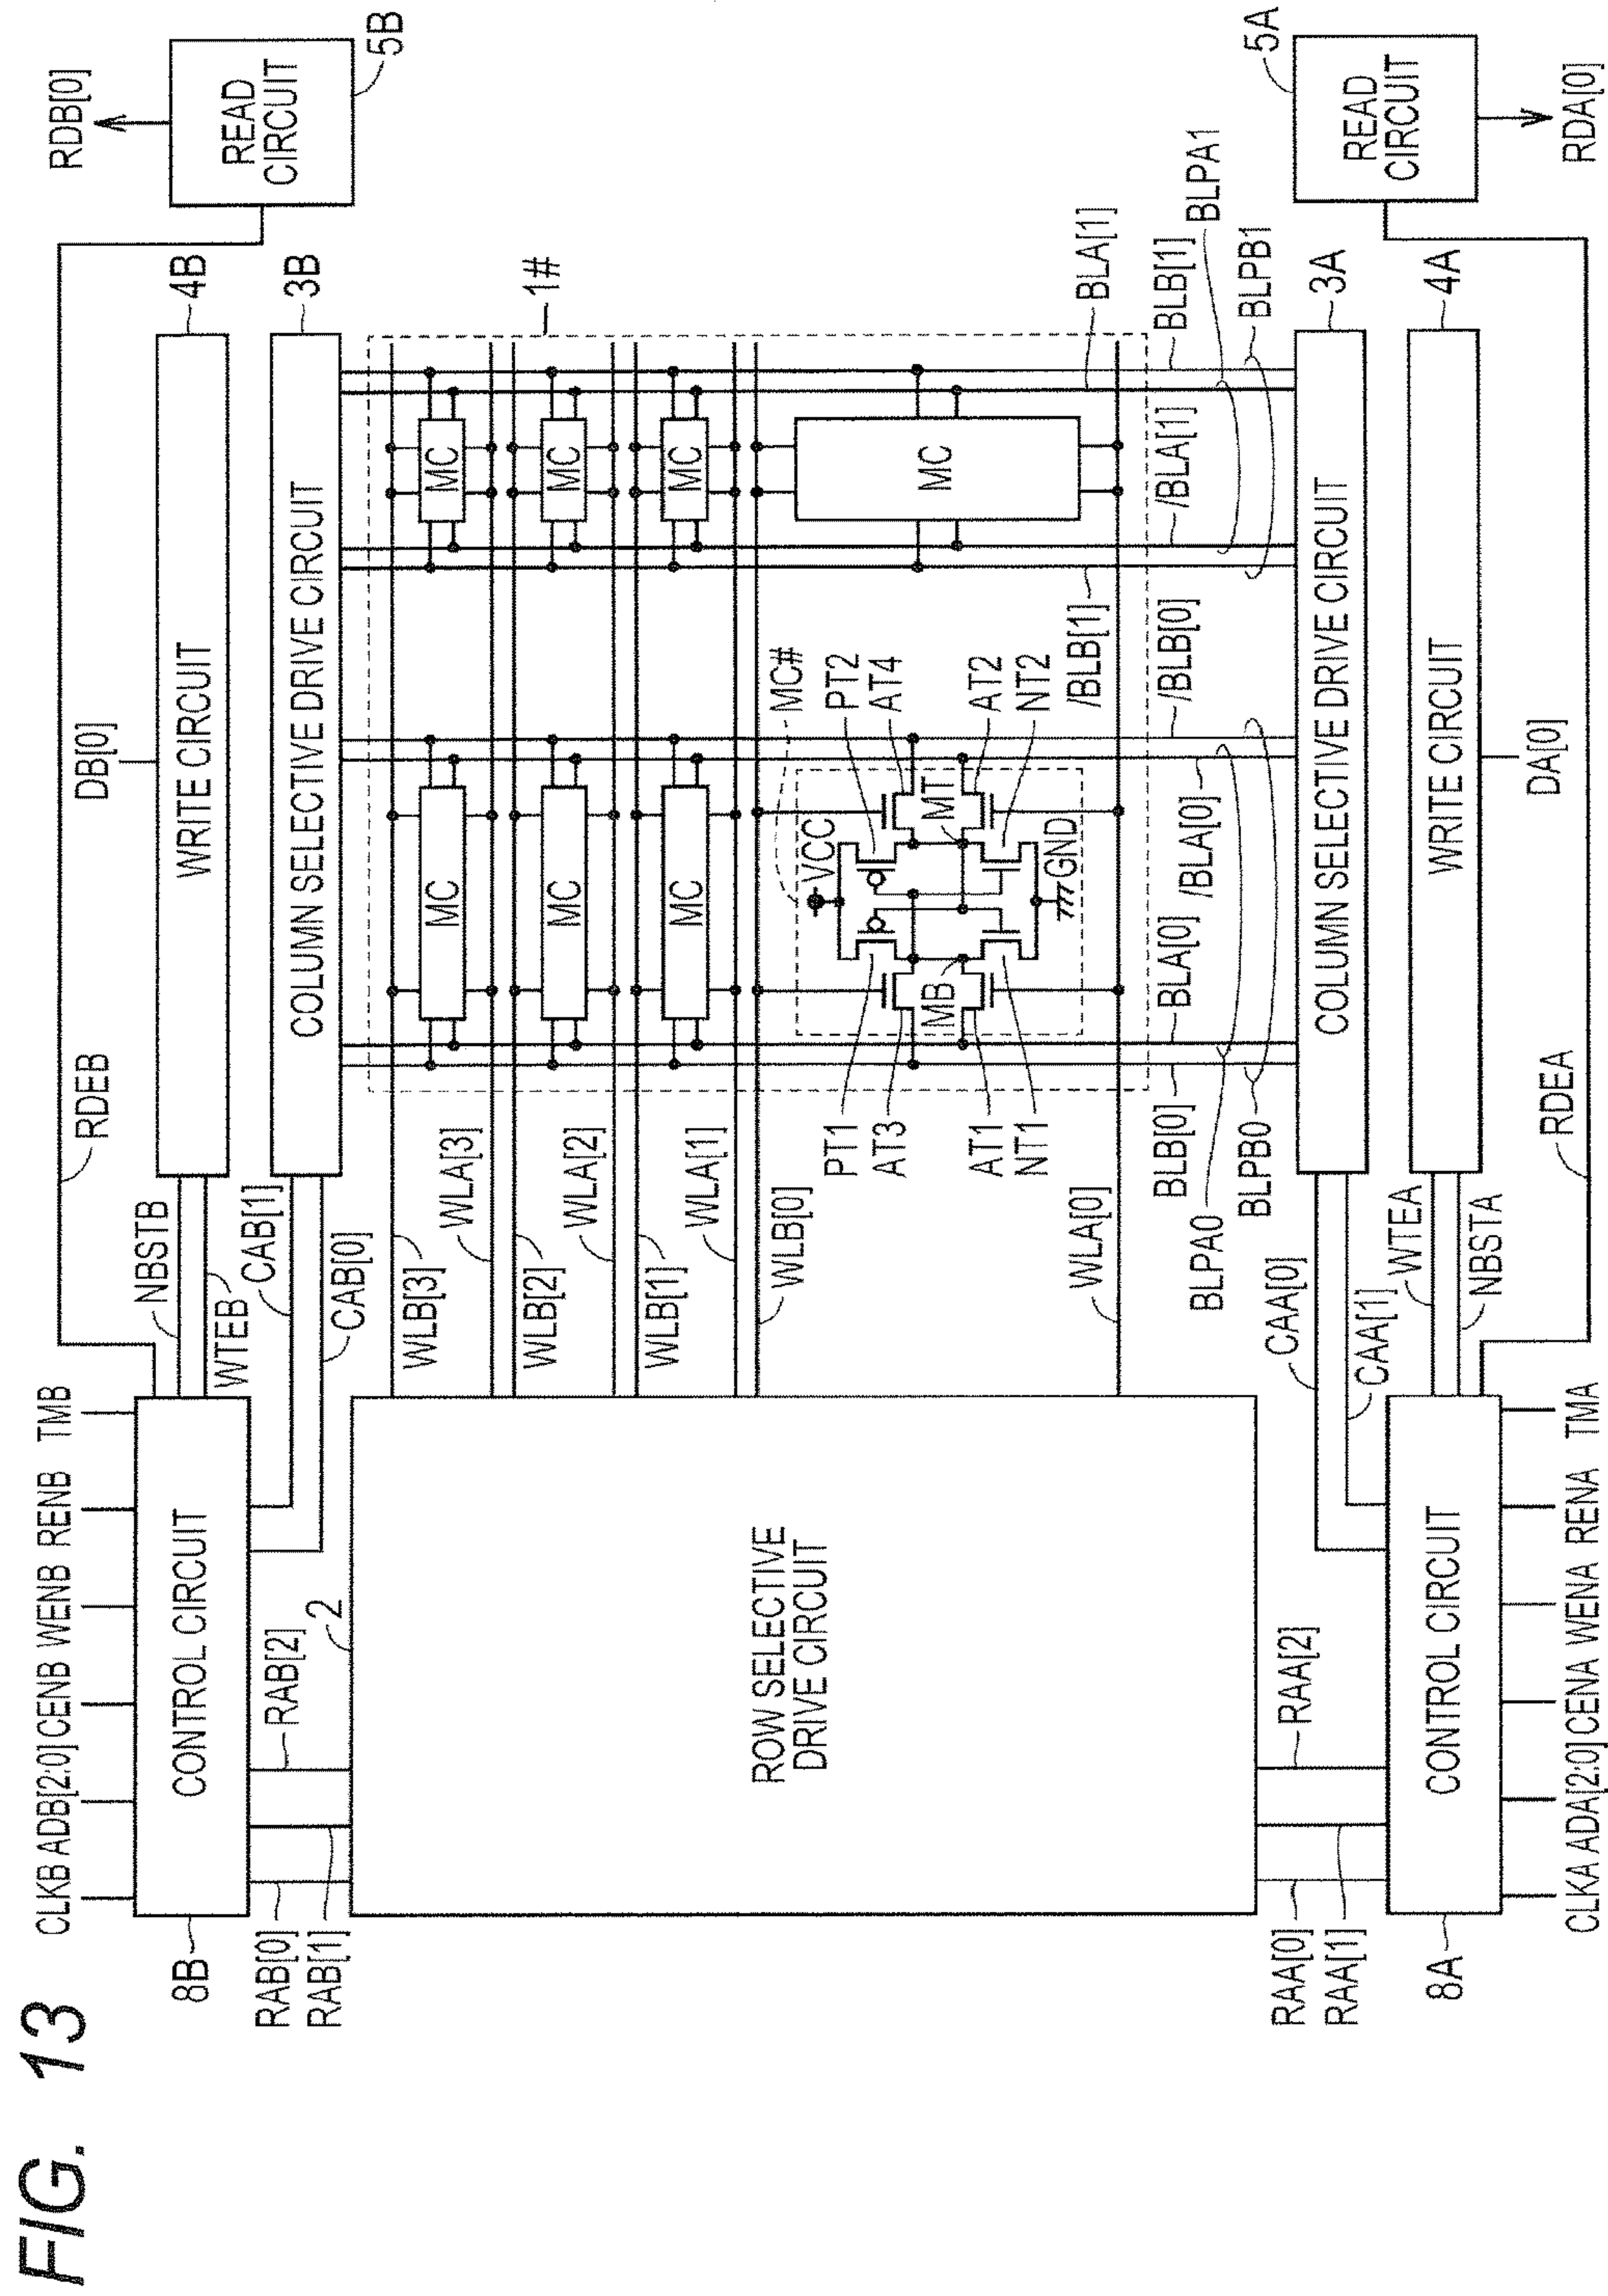 FIG. 13
RDB[0]
READ
CIRCUIT
5B
RDEB
DB[0]
WRITE CIRCUIT
4B
NBSTB
WTEB
COLUMN SELECTIVE DRIVE CIRCUIT
3B
CAB[1]
CAB[0]
CLKB
ADB[2:0]
CENB
WENB
RENB
TMB
CONTROL CIRCUIT
8B
RAB[0]
RAB[1]
RAB[2]
2
ROW SELECTIVE
DRIVE CIRCUIT
WLB[3]
WLA[3]
WLB[2]
WLA[2]
WLB[1]
WLA[1]
WLB[0]
WLA[0]
1#
MC
MC
MC
MC
MC
MC
MC
MC#
VCC
PT2
AT4
MT
AT2
NT2
GND
PT1
AT3
MB
AT1
NT1
BLB[0]
BLA[0]
/BLA[0]
/BLB[0]
/BLB[1]
/BLA[1]
BLA[1]
BLB[1]
BLPA0
BLPB0
BLPA1
BLPB1
COLUMN SELECTIVE DRIVE CIRCUIT
3A
CAA[0]
CAA[1]
WRITE CIRCUIT
4A
WTEA
NBSTA
DA[0]
RDEA
READ
CIRCUIT
5A
RDA[0]
RAA[0]
RAA[1]
RAA[2]
CONTROL CIRCUIT
8A
CLKA
ADA[2:0]
CENA
WENA
RENA
TMA